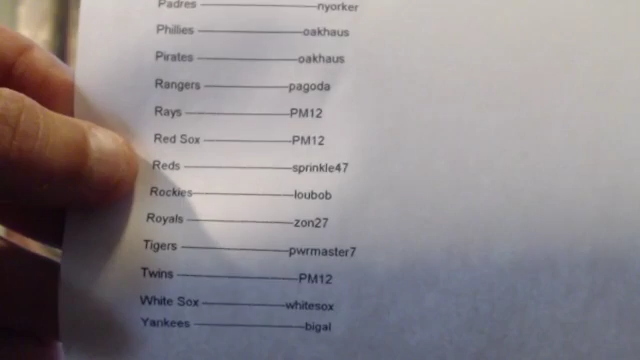 Padres ---------------nyorker
Phillies ---------------oakhaus
Pirates ---------------oakhaus
Rangers ---------------pagoda
Rays ---------------PM12
Red Sox ---------------PM12
Reds ---------------sprinkle47
Rockies---------------loubob
Royals ---------------zon27
Tigers ---------------pwrmaster7
Twins ---------------PM12
White Sox ---------------whitesox
Yankees ---------------bigal